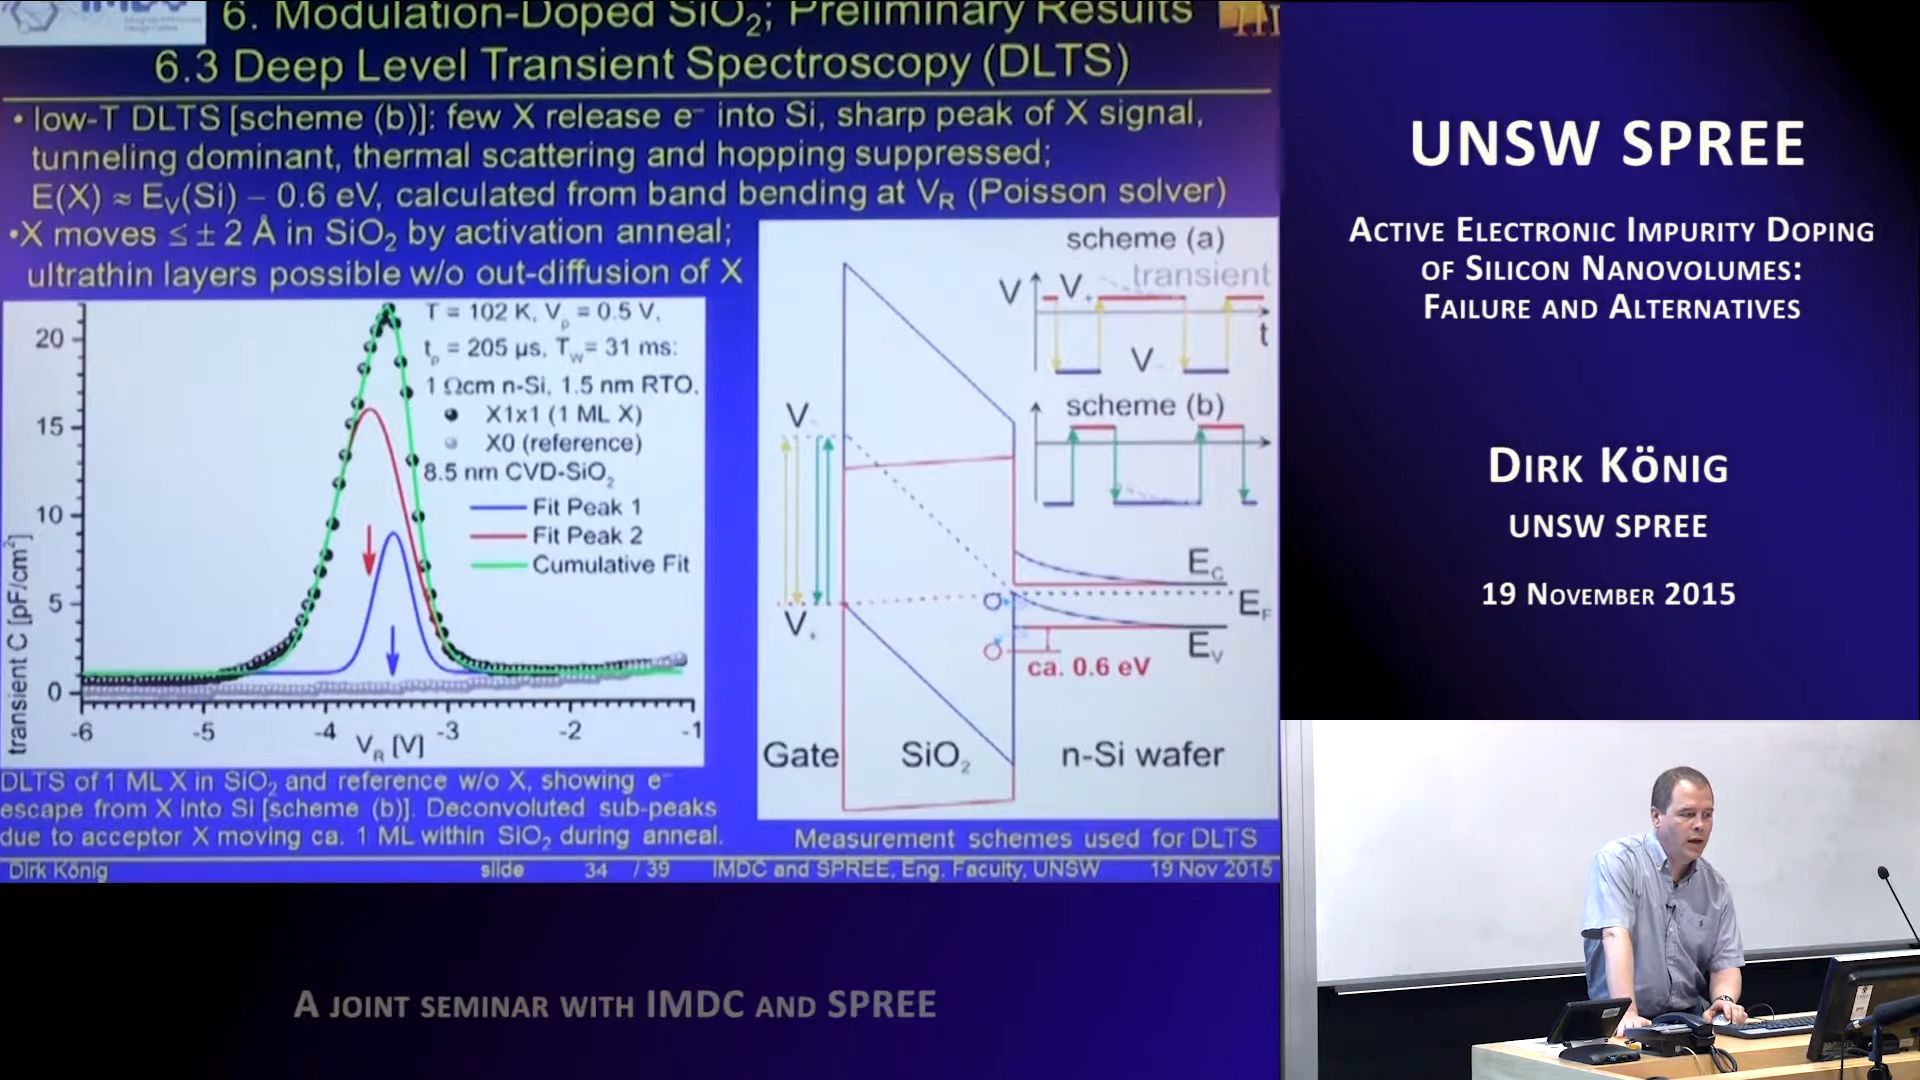 6. Modulation-Doped SiO2; Preliminary Results
6.3 Deep Level Transient Spectroscopy (DLTS)
• low-T DLTS [scheme (b)]: few X release e⁻ into Si, sharp peak of X signal,
tunneling dominant, thermal scattering and hopping suppressed;
E(X) ≈ EV(Si) – 0.6 eV, calculated from band bending at VR (Poisson solver)
•X moves ≤ ± 2 Å in SiO2 by activation anneal;
ultrathin layers possible w/o out-diffusion of X
T = 102 K, Vp = 0.5 V,
tp = 205 µs, Tw = 31 ms:
1 Ωcm n-Si, 1.5 nm RTO,
X1x1 (1 ML X)
X0 (reference)
8.5 nm CVD-SiO2
Fit Peak 1
Fit Peak 2
Cumulative Fit
transient C [pF/cm²]
20
15
10
5
0
-6 -5 -4 -3 -2 -1
VR [V]
scheme (a)
transient
V V+
t
V-
scheme (b)
V-
V+
EC
EF
EV
ca. 0.6 eV
Gate SiO2 n-Si wafer
DLTS of 1 ML X in SiO2 and reference w/o X, showing e⁻
escape from X into Si [scheme (b)]. Deconvoluted sub-peaks
due to acceptor X moving ca. 1 ML within SiO2 during anneal.
Measurement schemes used for DLTS
Dirk König slide 34 / 39 IMDC and SPREE, Eng. Faculty, UNSW 19 Nov 2015
UNSW SPREE
Active Electronic Impurity Doping
of Silicon Nanovolumes:
Failure and Alternatives
Dirk König
UNSW SPREE
19 November 2015
A joint seminar with IMDC and SPREE